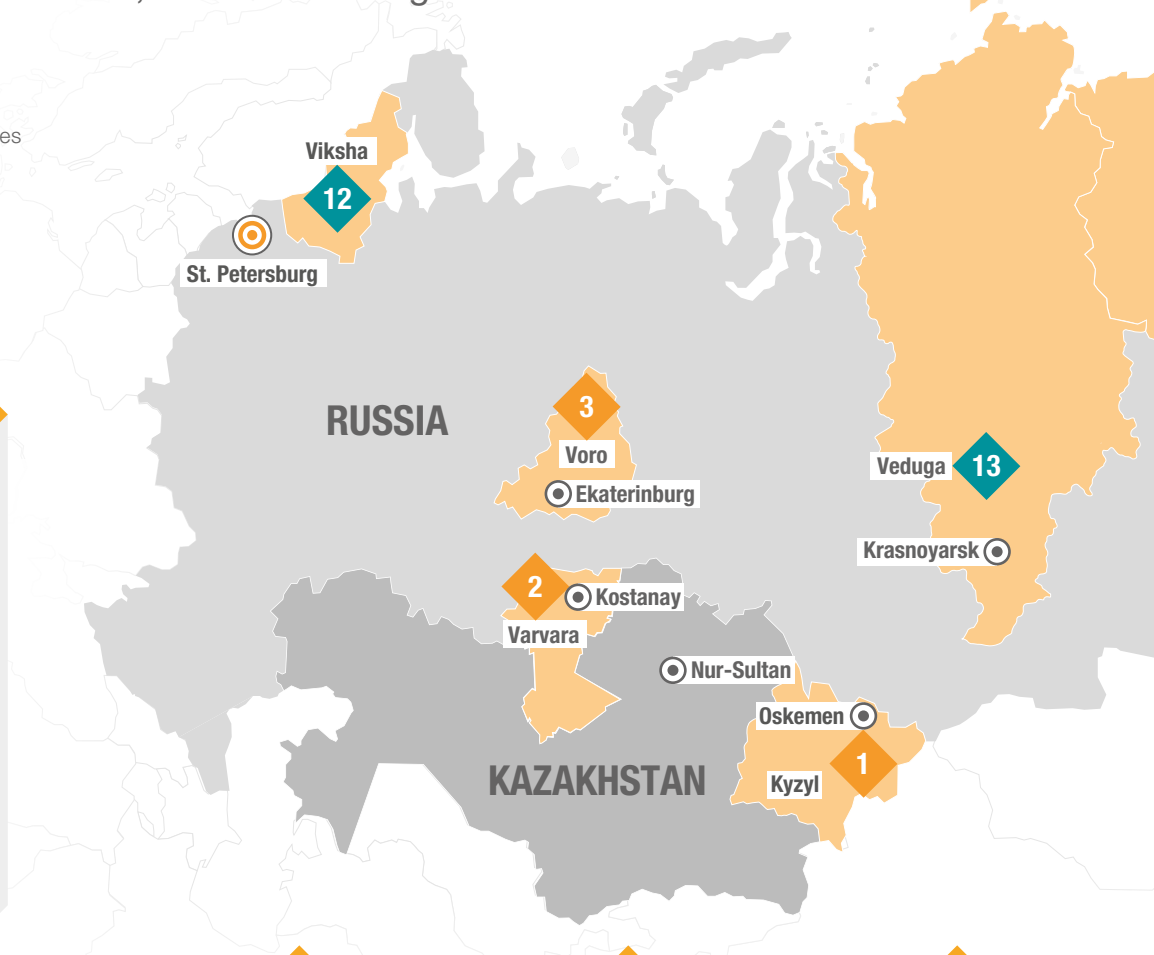 es
Viksha
12
St. Petersburg
3
RUSSIA
Voro
Veduga
13
Ekaterinburg
Krasnoyarsk
2
Kostanay
Varvara
Nur-Sultan
Oskemen
1
KAZAKHSTAN
Kyzyl